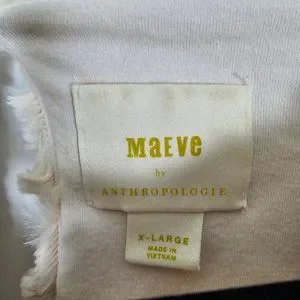 MaEve
by
ANTHROPOLOGIE
X-LARGE
MADE IN
VIETNAM